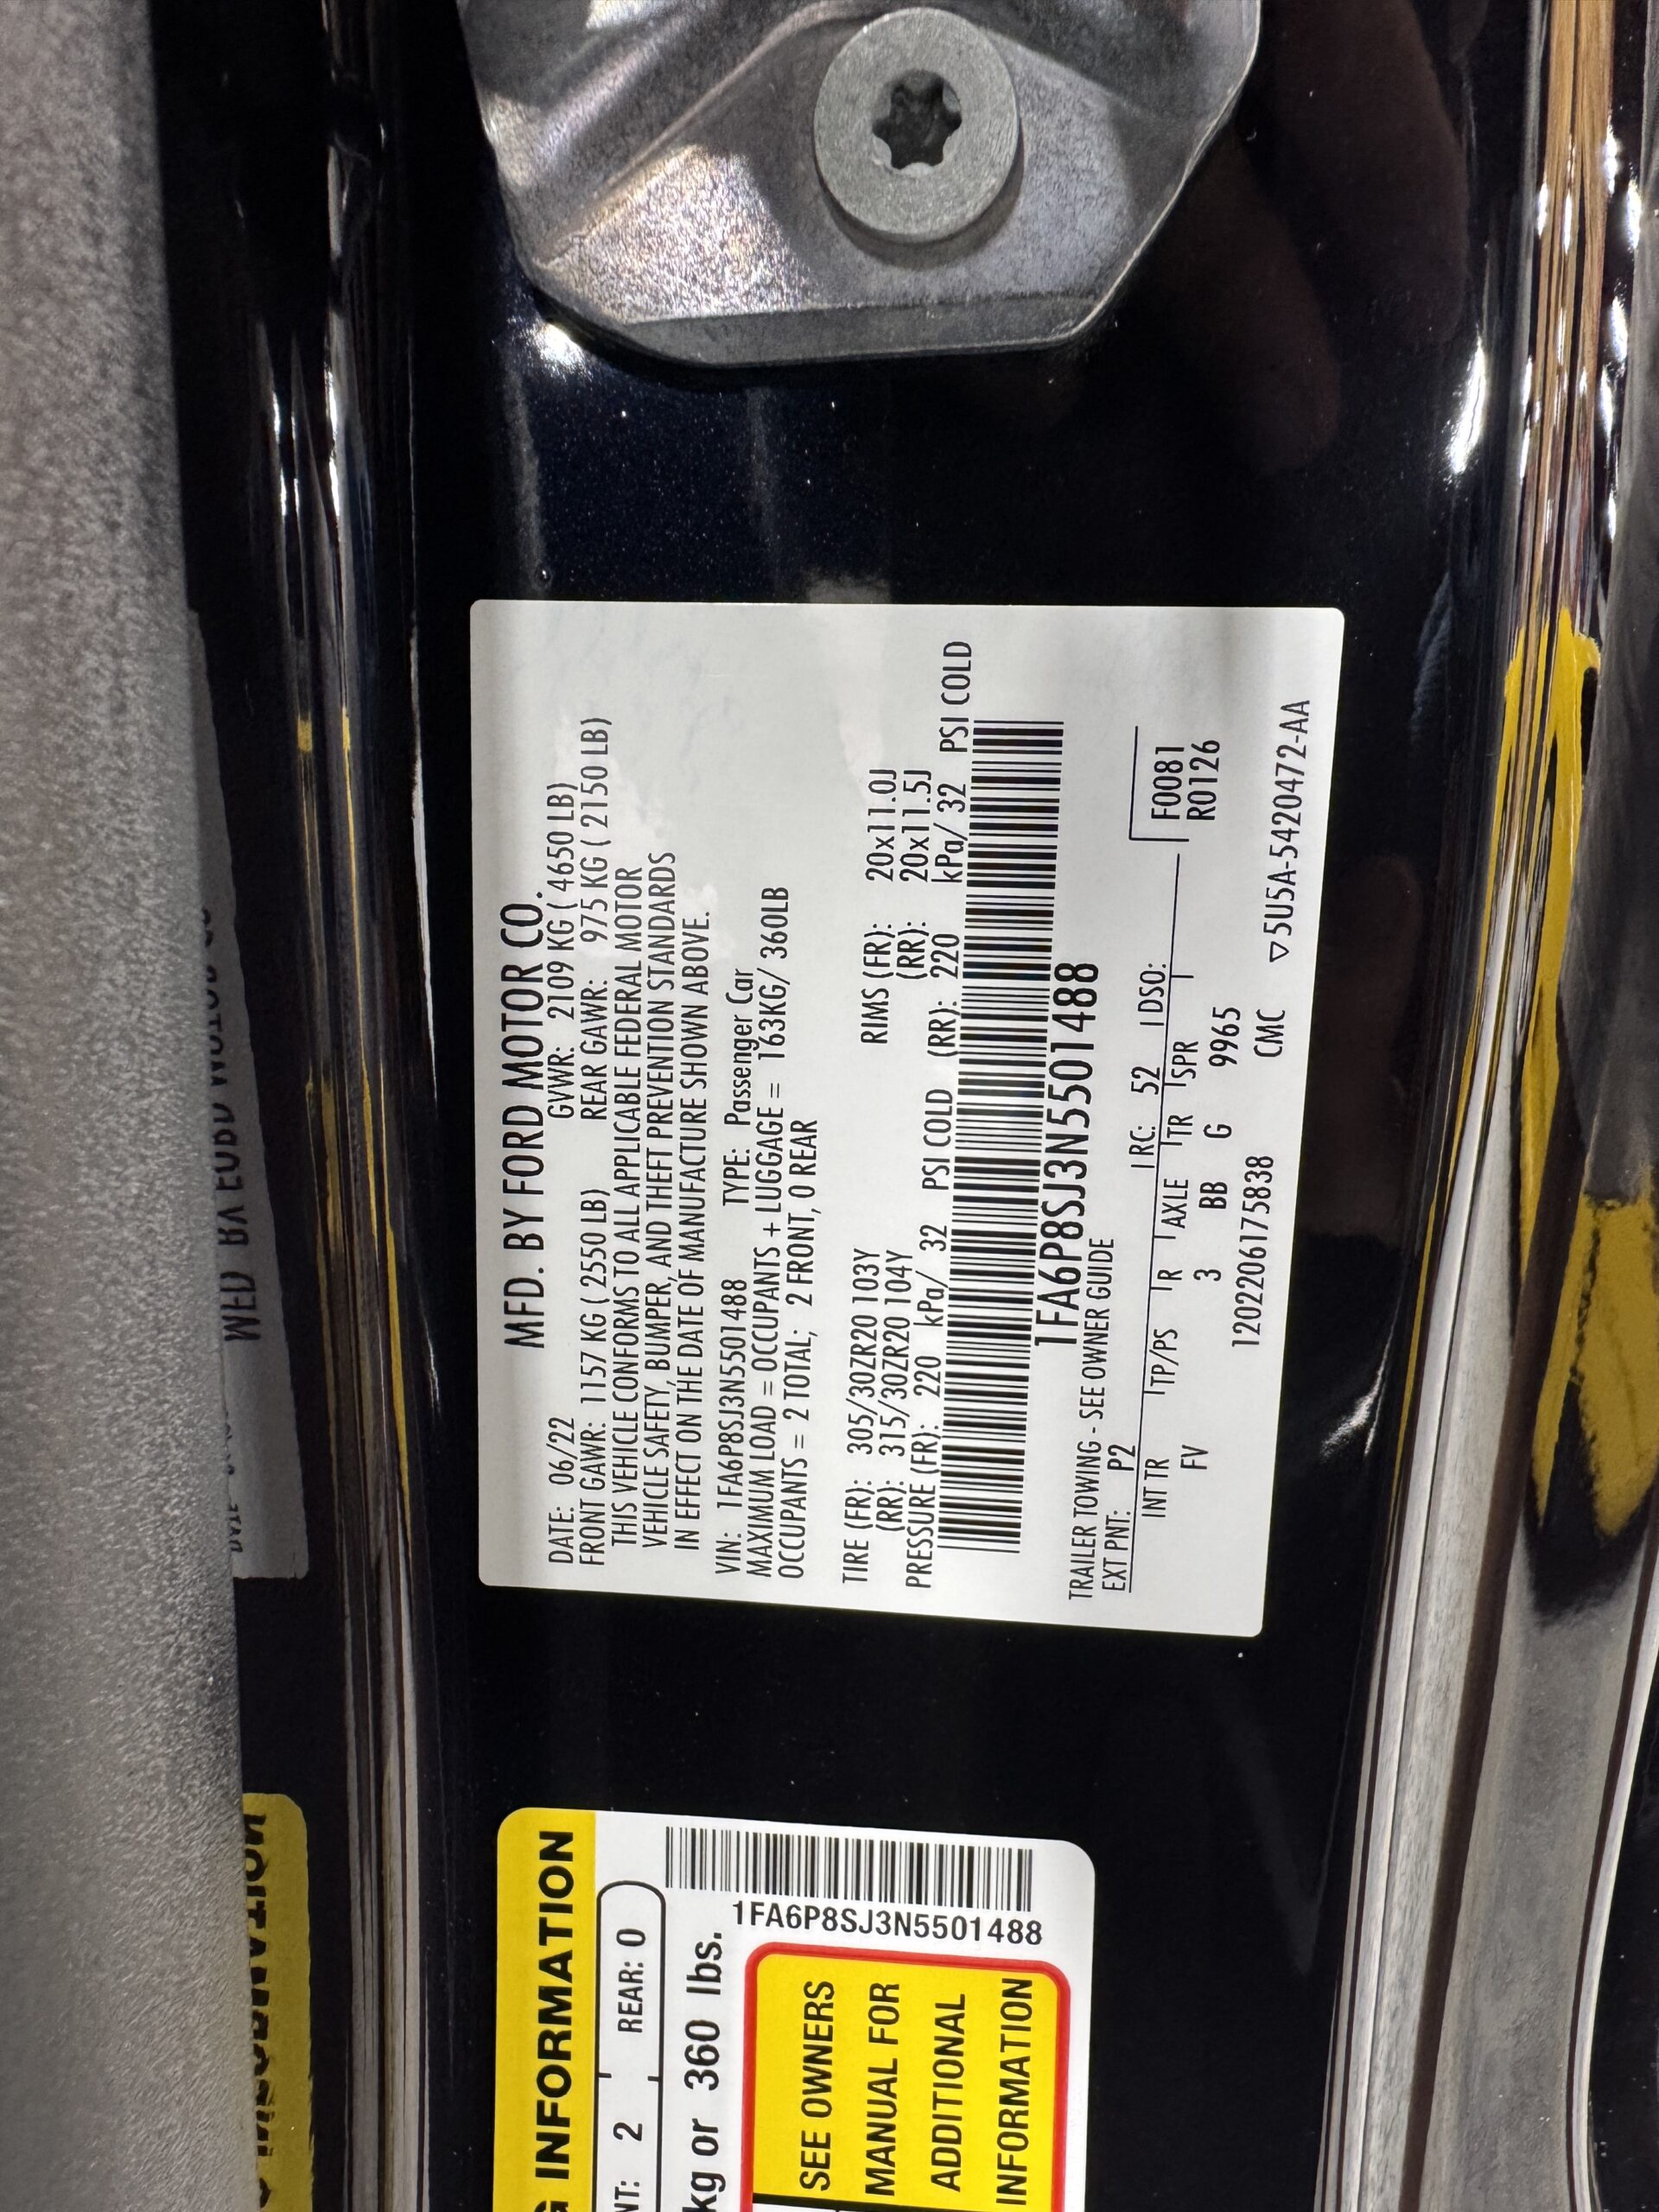 MFD. BY FORD MOTOR CO.
DATE: 06/22 GVWR: 2109 KG ( 4650 LB)
FRONT GAWR: 1157 KG ( 2550 LB) REAR GAWR: 975 KG ( 2150 LB)
THIS VEHICLE CONFORMS TO ALL APPLICABLE FEDERAL MOTOR
VEHICLE SAFETY, BUMPER, AND THEFT PREVENTION STANDARDS
IN EFFECT ON THE DATE OF MANUFACTURE SHOWN ABOVE.
VIN: 1FA6P8SJ3N5501488 TYPE: Passenger Car
MAXIMUM LOAD = OCCUPANTS + LUGGAGE = 163KG/ 360LB
OCCUPANTS = 2 TOTAL; 2 FRONT, 0 REAR
TIRE (FR): 305/30ZR20 103Y RIMS (FR): 20x11.0J
(RR): 315/30ZR20 104Y (RR): 20x11.5J
PRESSURE (FR): 220 kPa/ 32 PSI COLD (RR): 220 kPa/ 32 PSI COLD
1FA6P8SJ3N5501488
TRAILER TOWING - SEE OWNER GUIDE
EXT PNT: P2 RC: 52 DSO:
INT TR TP/PS R AXLE TR SPR
FV 3 BB G 9965
F0081
R0126
12022061758​38 CMC
▽5U5A-5420472-AA
INFORMATION
NT: 2 REAR: 0
kg or 360 lbs.
1FA6P8SJ3N5501488
SEE OWNERS
MANUAL FOR
ADDITIONAL
INFORMATION